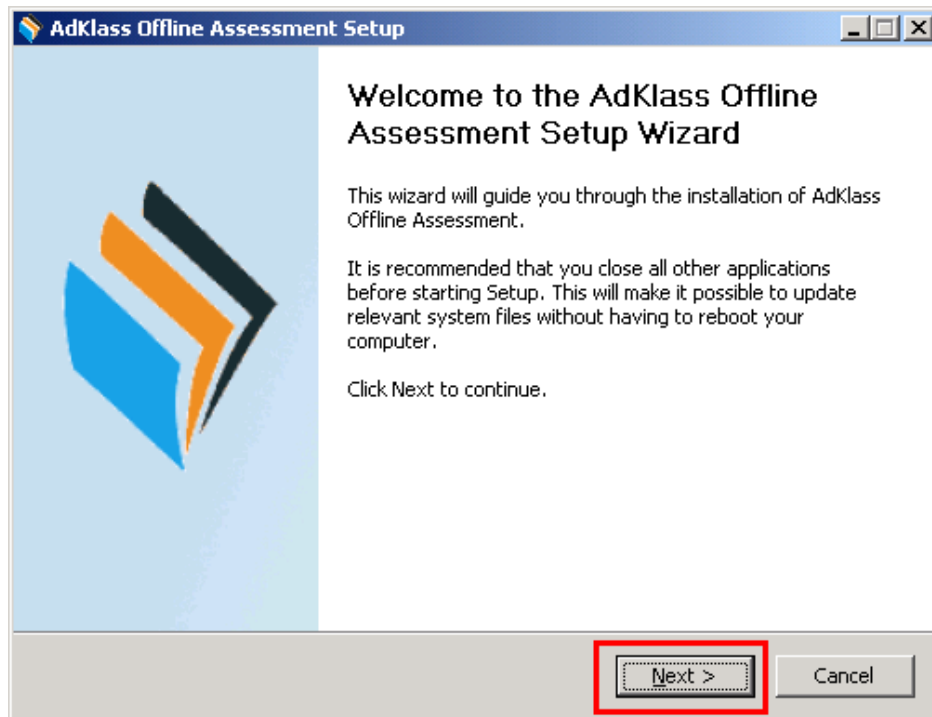 AdKlass Offline Assessment Setup
Welcome to the AdKlass Offline
Assessment Setup Wizard
This wizard will guide you through the installation of AdKlass
Offline Assessment.
It is recommended that you close all other applications
before starting Setup. This will make it possible to update
relevant system files without having to reboot your
computer.
Click Next to continue.
Next >
Cancel